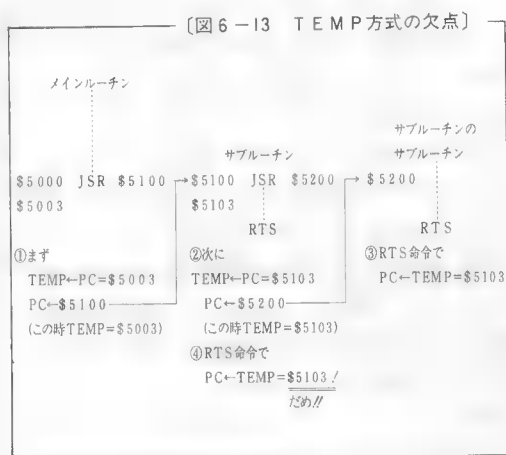 〔図6-13 TEMP方式の欠点〕
メインルーチン
$5000 JSR $5100
$5003
①まず
TEMP←PC=$5003
PC←$5100
(この時TEMP=$5003)
サブルーチン
$5100 JSR $5200
$5103
RTS
②次に
TEMP←PC=$5103
PC←$5200
(この時TEMP=$5103)
④RTS命令で
PC←TEMP=$5103!
だめ!!
サブルーチンの
サブルーチン
$5200
RTS
③RTS命令で
PC←TEMP=$5103